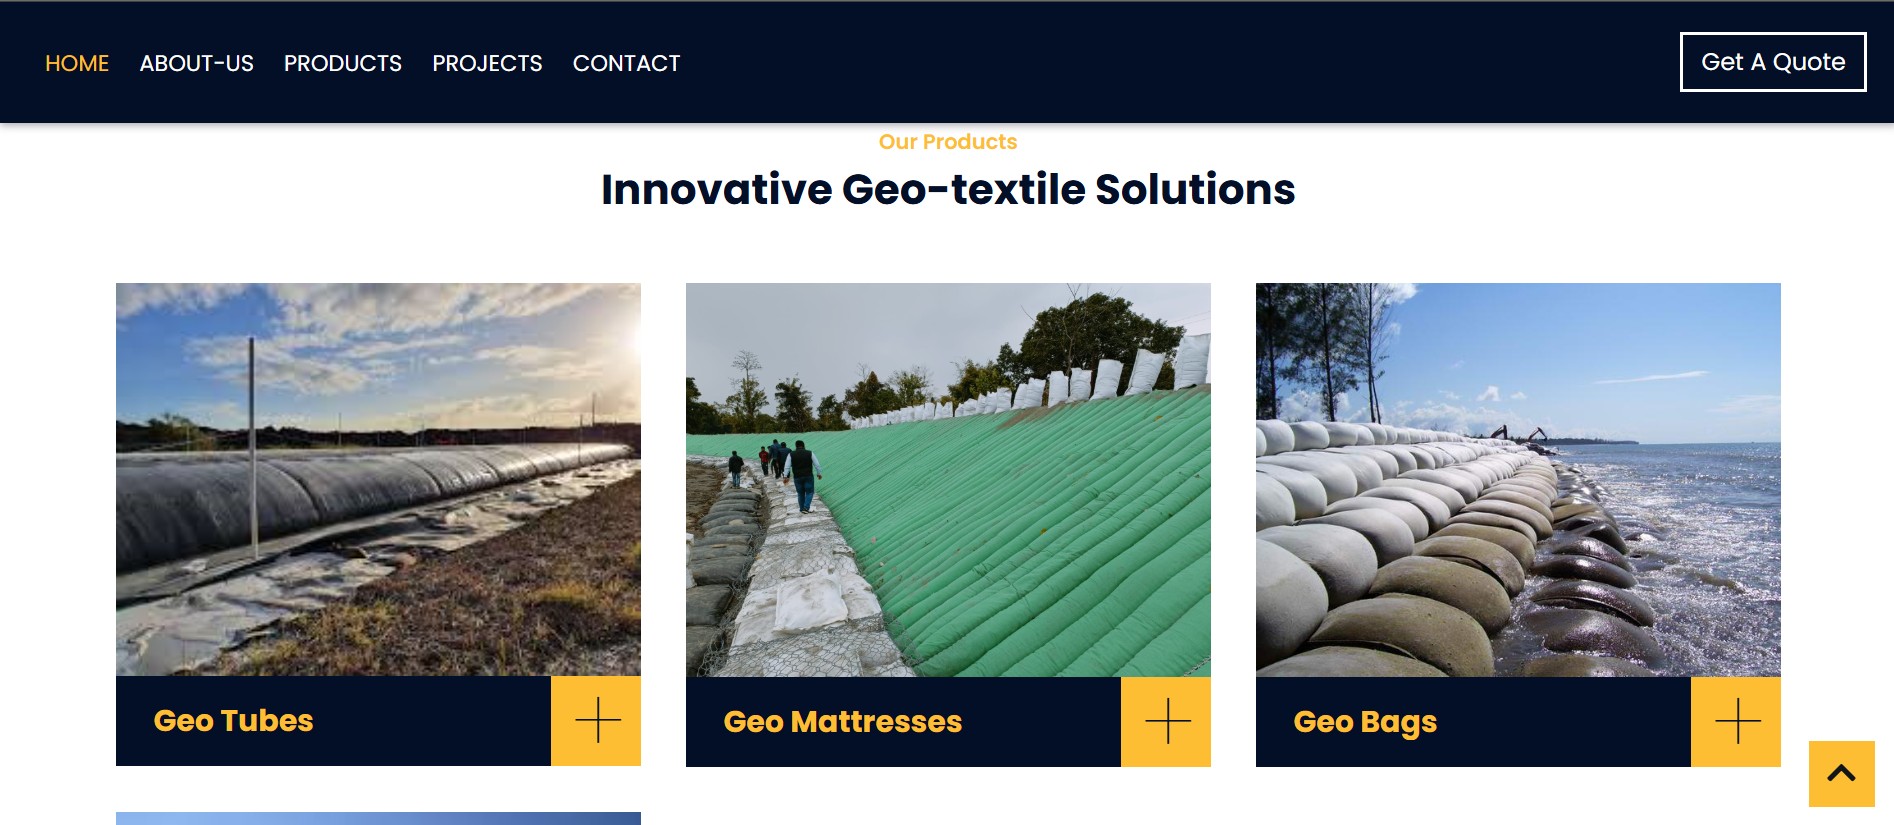 HOME ABOUT-US PRODUCTS PROJECTS CONTACT Get A Quote
Our Products
Innovative Geo-textile Solutions
Geo Tubes
Geo Mattresses
Geo Bags